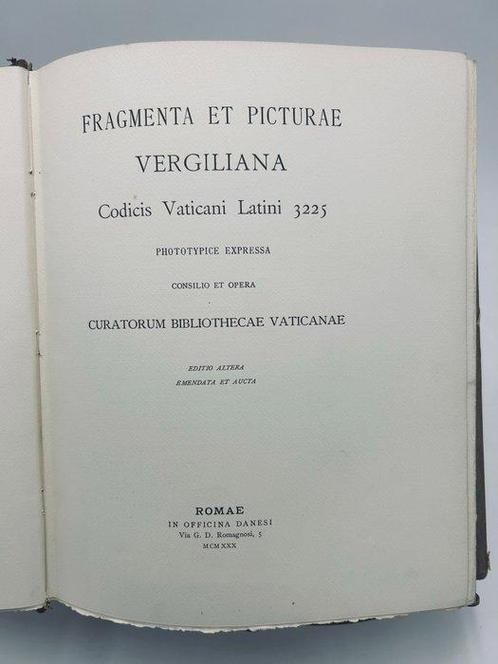 FRAGMENTA ET PICTURAE
VERGILIANA
Codicis Vaticani Latini 3225
PHOTOTYPICE EXPRESSA
CONSILIO ET OPERA
CURATORUM BIBLIOTHECAE VATICANAE
EDITIO ALTERA
EMENDATA ET AUCTA
ROMAE
IN OFFICINA DANESI
Via G. D. Romagnosi, 5
MCMXXX